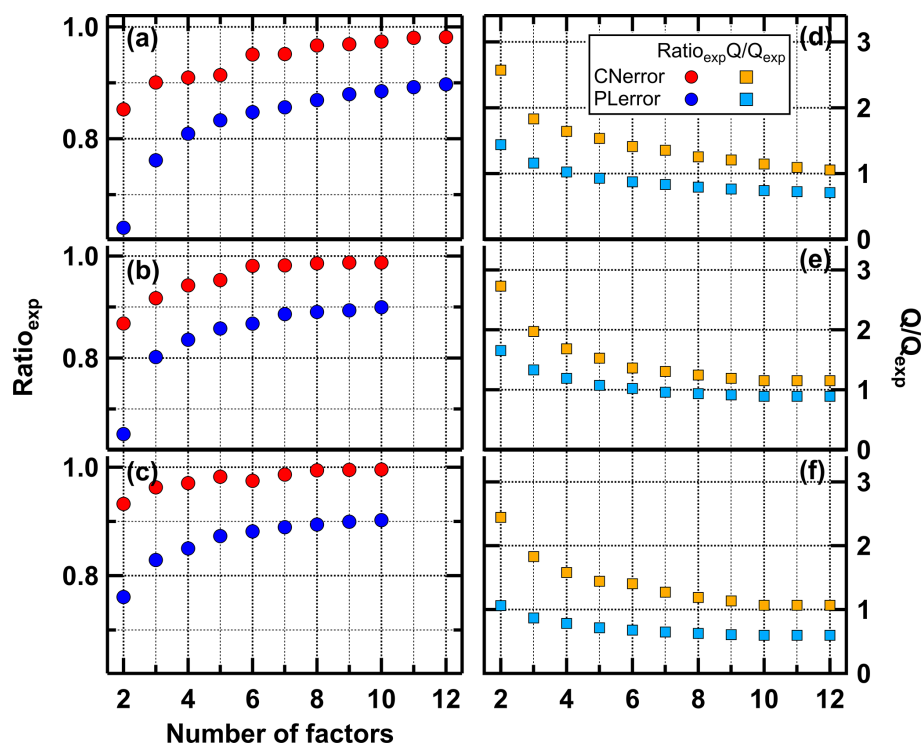 (a)
1.0
0.8
(b)
1.0
0.8
(c)
1.0
0.8
Ratio_exp
2 4 6 8 10 12
Number of factors
(d)
3
2
1
0
Ratio_exp Q/Q_exp
CNerror
PLerror
(e)
3
2
1
0
(f)
3
2
1
0
Q/Q_exp
2 4 6 8 10 12